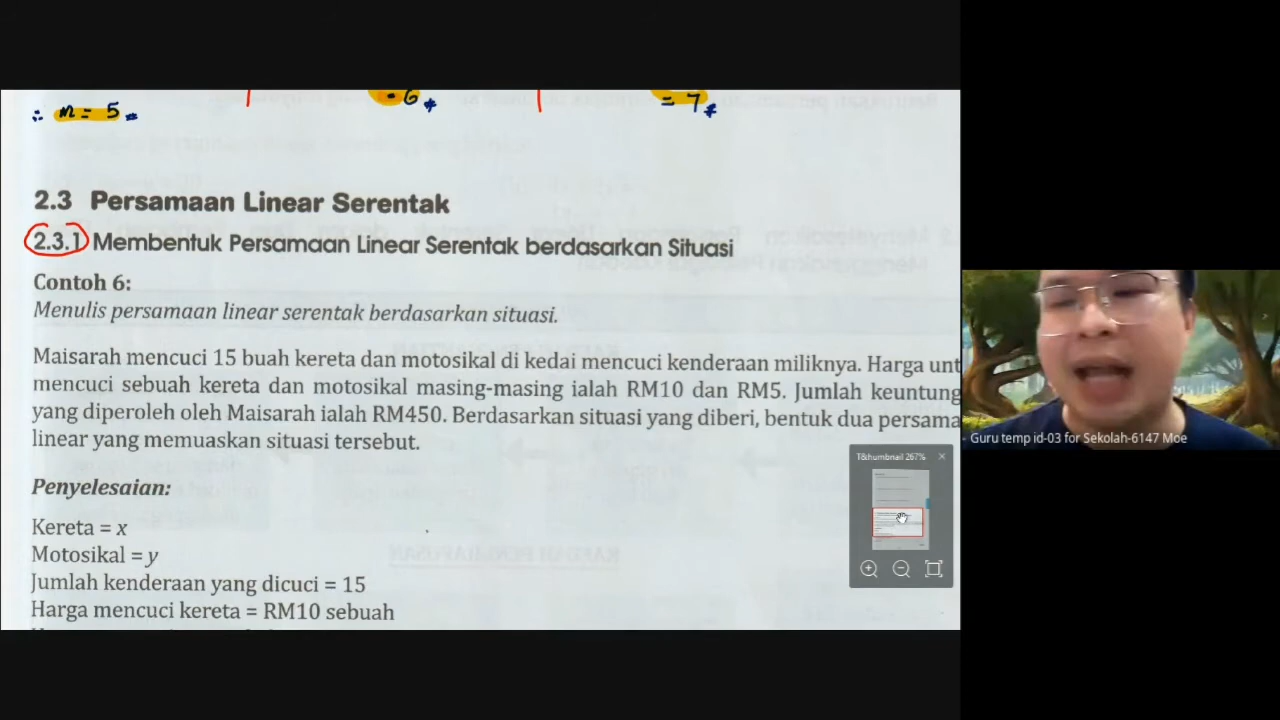 ∴ m = 5
= 6
= 7
2.3 Persamaan Linear Serentak
2.3.1 Membentuk Persamaan Linear Serentak berdasarkan Situasi
Contoh 6:
Menulis persamaan linear serentak berdasarkan situasi.
Maisarah mencuci 15 buah kereta dan motosikal di kedai mencuci kenderaan miliknya. Harga unt
mencuci sebuah kereta dan motosikal masing-masing ialah RM10 dan RM5. Jumlah keuntung
yang diperoleh oleh Maisarah ialah RM450. Berdasarkan situasi yang diberi, bentuk dua persama
linear yang memuaskan situasi tersebut.
Penyelesaian:
Kereta = x
Motosikal = y
Jumlah kenderaan yang dicuci = 15
Harga mencuci kereta = RM10 sebuah
T&humbnail 267%
Guru temp id-03 for Sekolah-6147 Moe